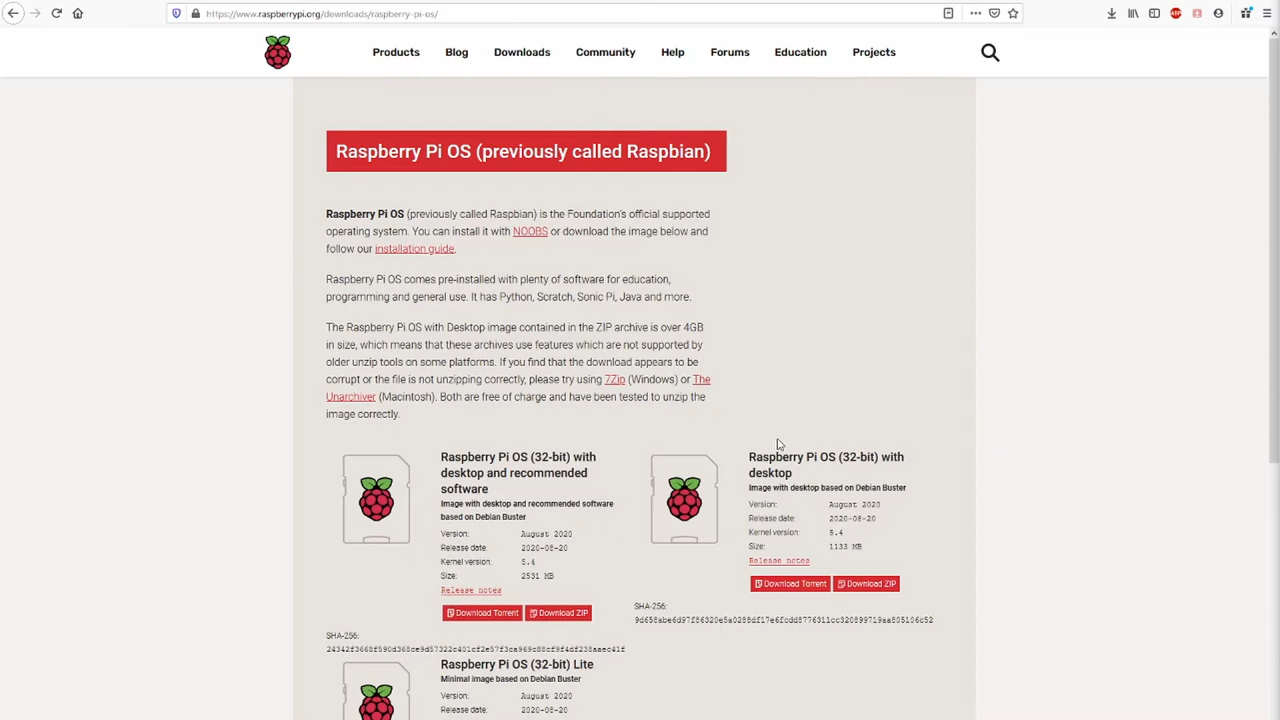 https://www.raspberrypi.org/downloads/raspberry-pi-os/
Products Blog Downloads Community Help Forums Education Projects
Raspberry Pi OS (previously called Raspbian)
Raspberry Pi OS (previously called Raspbian) is the Foundation's official supported
operating system. You can install it with NOOBS or download the image below and
follow our installation guide.
Raspberry Pi OS comes pre-installed with plenty of software for education,
programming and general use. It has Python, Scratch, Sonic Pi, Java and more.
The Raspberry Pi OS with Desktop image contained in the ZIP archive is over 4GB
in size, which means that these archives use features which are not supported by
older unzip tools on some platforms. If you find that the download appears to be
corrupt or the file is not unzipping correctly, please try using 7Zip (Windows) or The
Unarchiver (Macintosh). Both are free of charge and have been tested to unzip the
image correctly.
Raspberry Pi OS (32-bit) with
desktop and recommended
software
Image with desktop and recommended software
based on Debian Buster
Version: August 2020
Release date: 2020-08-20
Kernel version: 5.4
Size: 2531 MB
Release notes
Download Torrent Download ZIP
SHA-256:
24342f3668f590d368ce9d57322c401cf2e57f3ca969c88cf9f4df238aaec41f
Raspberry Pi OS (32-bit) with
desktop
Image with desktop based on Debian Buster
Version: August 2020
Release date: 2020-08-20
Kernel version: 5.4
Size: 1133 MB
Release notes
Download Torrent Download ZIP
SHA-256:
9d658abe6d97f86320e5a0288df17e6fcdd8776311cc320899719aa805106c52
Raspberry Pi OS (32-bit) Lite
Minimal image based on Debian Buster
Version: August 2020
Release date: 2020-08-20